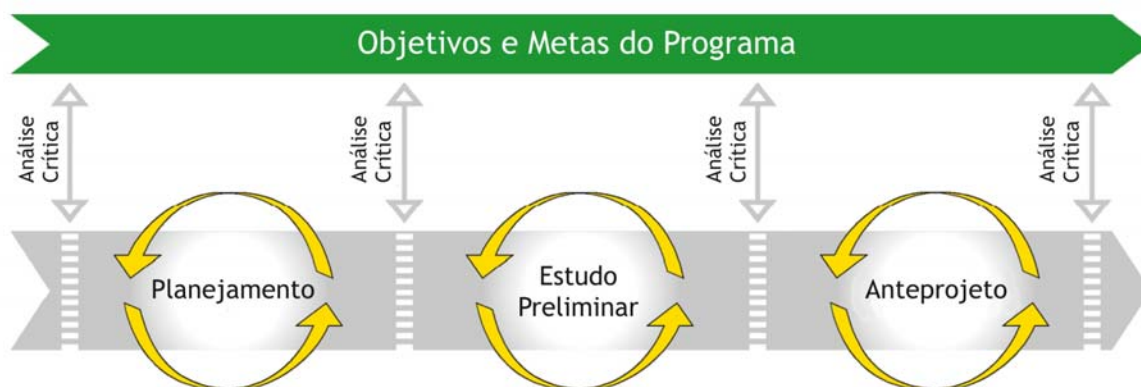 Objetivos e Metas do Programa
Análise
Crítica
Análise
Crítica
Análise
Crítica
Análise
Crítica
Planejamento
Estudo
Preliminar
Anteprojeto